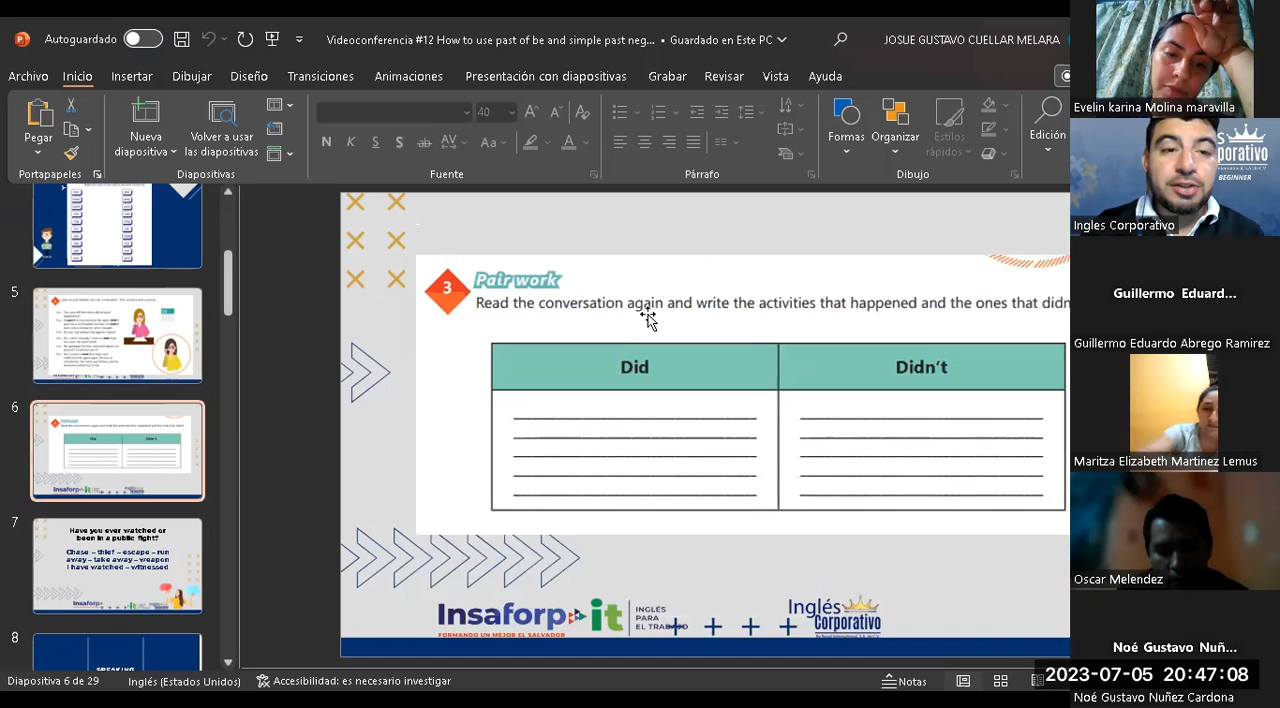 Autoguardado
Videoconferencia #12 How to use past of be and simple past neg... • Guardado en Este PC
JOSUE GUSTAVO CUELLAR MELARA
Archivo Inicio Insertar Dibujar Diseño Transiciones Animaciones Presentación con diapositivas Grabar Revisar Vista Ayuda
Pegar
Nueva diapositiva
Volver a usar las diapositivas
40
N K S S ab AV Aa A
Formas
Organizar
Estilos rápidos
Edición
Portapapeles Diapositivas Fuente Párrafo Dibujo
5
6
7
Have you ever watched or
been in a public fight?
Chase – thief – escape – run
away – take away – weapon
I have watched – witnessed
8
SPEAKING
3
Pair work
Read the conversation again and write the activities that happened and the ones that didn
Did Didn't
Insaforp
FORMANDO UN MEJOR EL SALVADOR
it
INGLÉS
PARA
EL TRABAJO
Inglés
Corporativo
Diapositiva 6 de 29 Inglés (Estados Unidos) Accesibilidad: es necesario investigar Notas
Evelin karina Molina maravilla
BEGINNER
Ingles Corporativo
Guillermo Eduard...
Guillermo Eduardo Abrego Ramirez
Maritza Elizabeth Martinez Lemus
Oscar Melendez
Noé Gustavo Nuñ...
2023-07-05 20:47:08
Noé Gustavo Nuñez Cardona